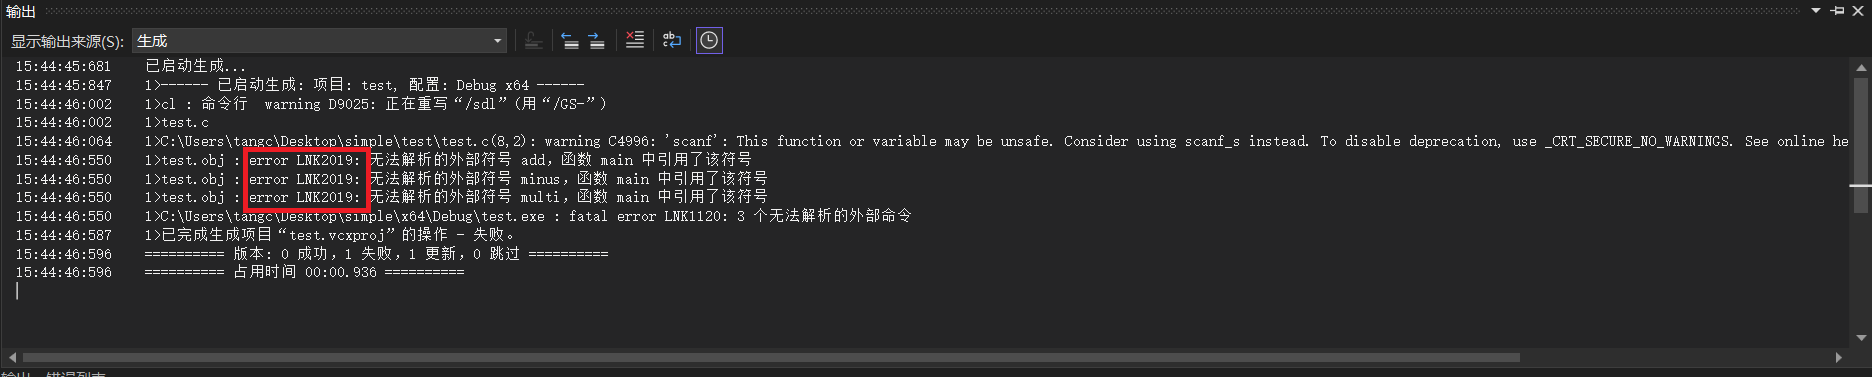 输出
显示输出来源(S): 生成
15:44:45:681 已启动生成...
15:44:45:847 1>------ 已启动生成: 项目: test, 配置: Debug x64 ------
15:44:46:002 1>cl : 命令行  warning D9025: 正在重写“/sdl”(用“/GS-”)
15:44:46:002 1>test.c
15:44:46:064 1>C:\Users\tangc\Desktop\simple\test\test.c(8,2): warning C4996: 'scanf': This function or variable may be unsafe. Consider using scanf_s instead. To disable deprecation, use _CRT_SECURE_NO_WARNINGS. See online he
15:44:46:550 1>test.obj : error LNK2019: 无法解析的外部符号 add，函数 main 中引用了该符号
15:44:46:550 1>test.obj : error LNK2019: 无法解析的外部符号 minus，函数 main 中引用了该符号
15:44:46:550 1>test.obj : error LNK2019: 无法解析的外部符号 multi，函数 main 中引用了该符号
15:44:46:550 1>C:\Users\tangc\Desktop\simple\x64\Debug\test.exe : fatal error LNK1120: 3 个无法解析的外部命令
15:44:46:587 1>已完成生成项目“test.vcxproj”的操作 - 失败。
15:44:46:596 ========== 版本: 0 成功，1 失败，1 更新，0 跳过 ==========
15:44:46:596 ========== 占用时间 00:00.936 ==========